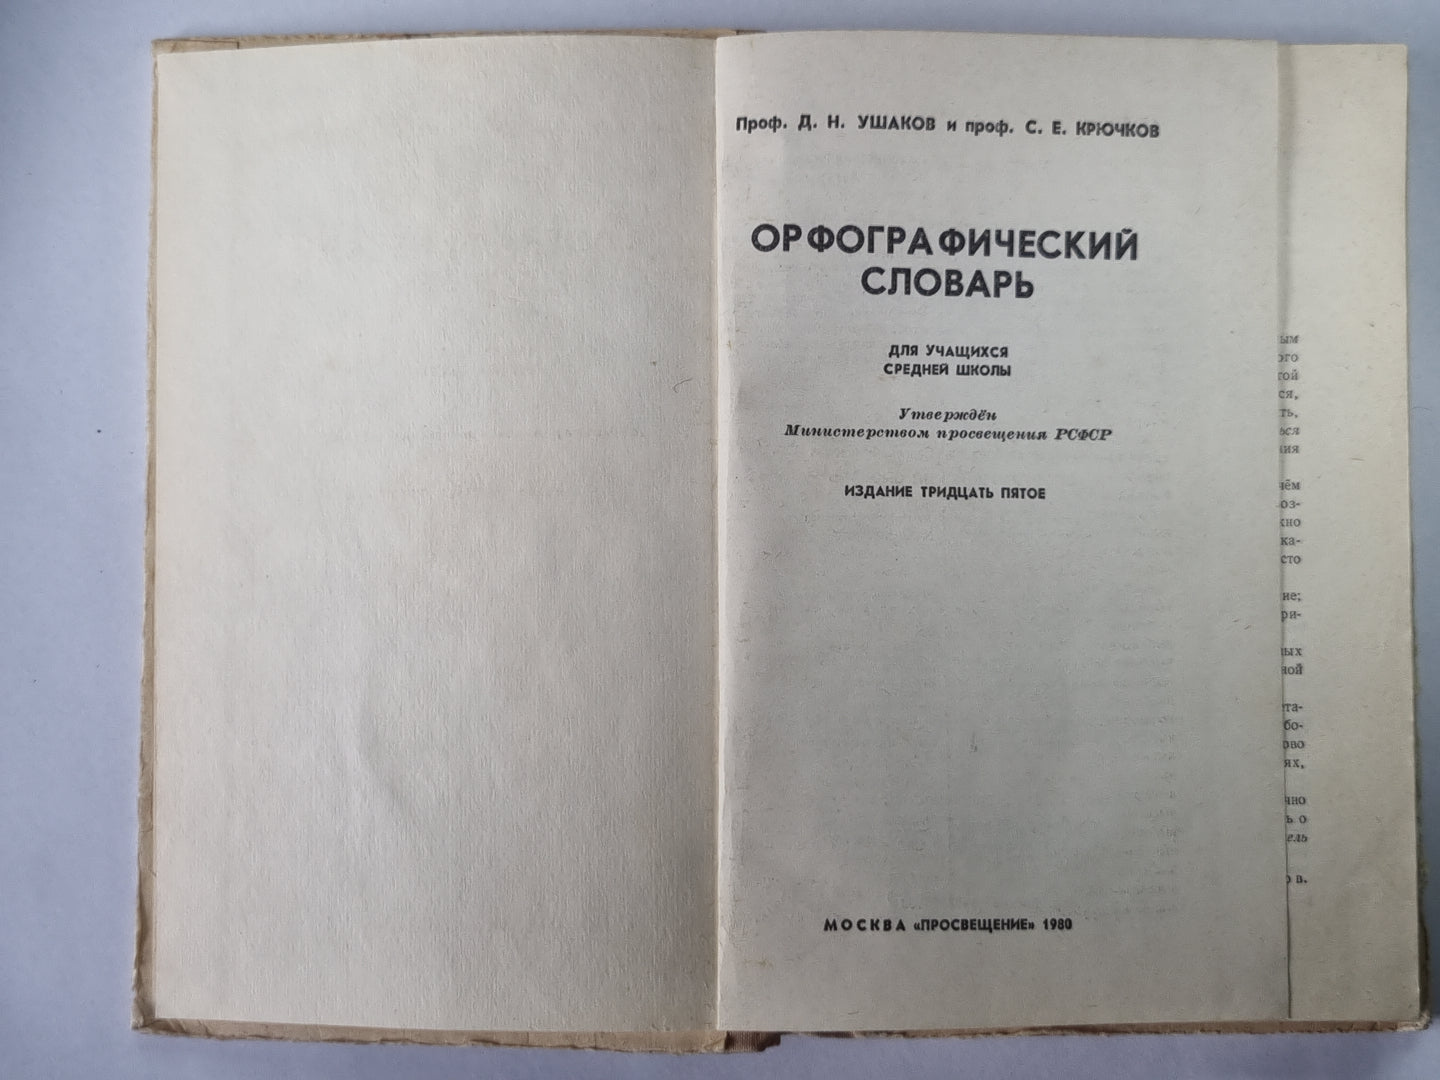 Проф. Д. Н. УШАКОВ и проф. С. Е. КРЮЧКОВ
ОРФОГРАФИЧЕСКИЙ
СЛОВАРЬ
ДЛЯ УЧАЩИХСЯ
СРЕДНЕЙ ШКОЛЫ
Утверждён
Министерством просвещения РСФСР
ИЗДАНИЕ ТРИДЦАТЬ ПЯТОЕ
МОСКВА «ПРОСВЕЩЕНИЕ» 1980